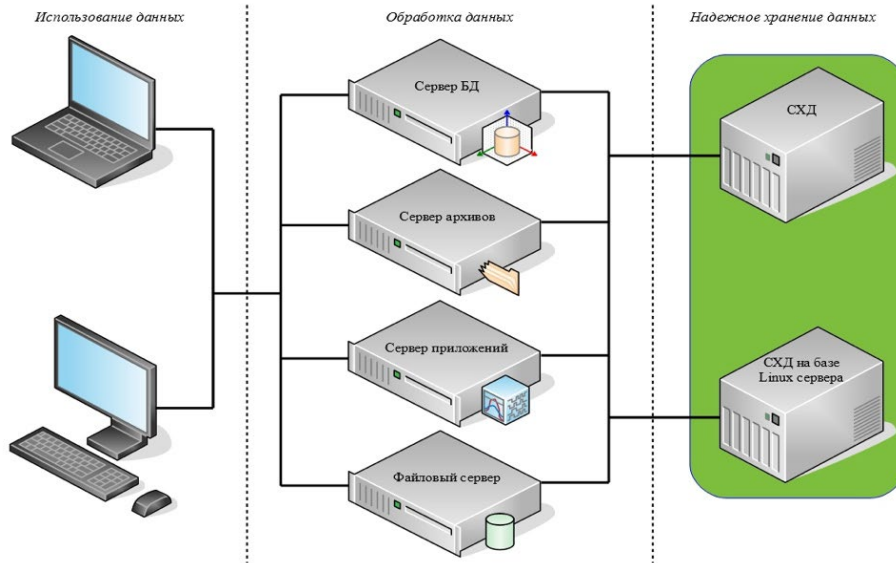 Использование данных
Обработка данных
Надежное хранение данных
Сервер БД
СХД
Сервер архивов
Сервер приложений
СХД на базе
Linux сервера
Файловый сервер